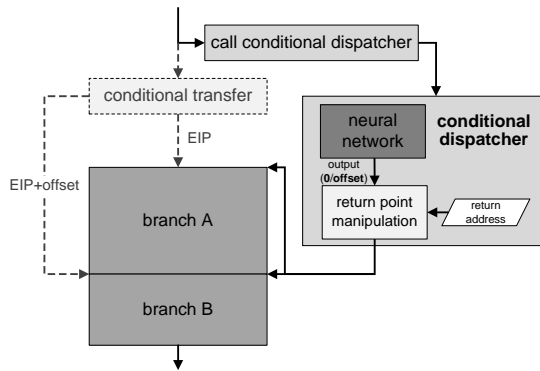 call conditional dispatcher
conditional transfer
EIP
EIP+offset
branch A
branch B
neural
network
conditional
dispatcher
output
(0/offset)
return point
manipulation
return
address